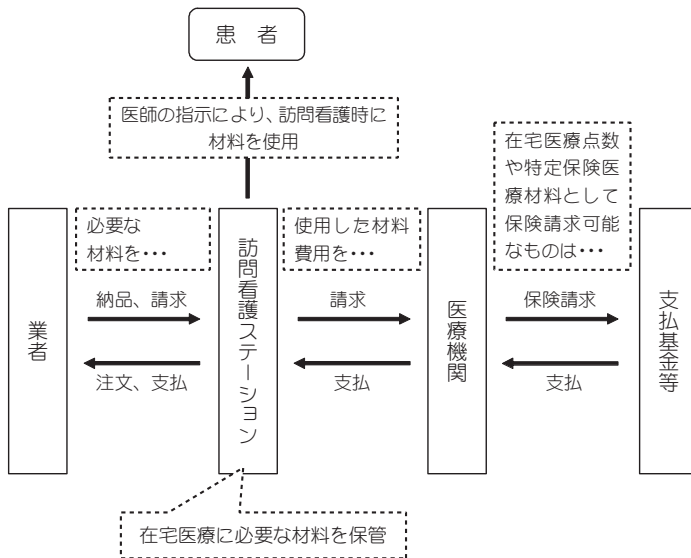 患 者
医師の指示により、訪問看護時に
材料を使用
在宅医療点数
や特定保険医
療材料として
保険請求可能
なものは・・・
必要な
材料を・・・
使用した材料
費用を・・・
業者
納品、請求
注文、支払
訪問看護ステーション
請求
支払
医療機関
保険請求
支払
支払基金等
在宅医療に必要な材料を保管